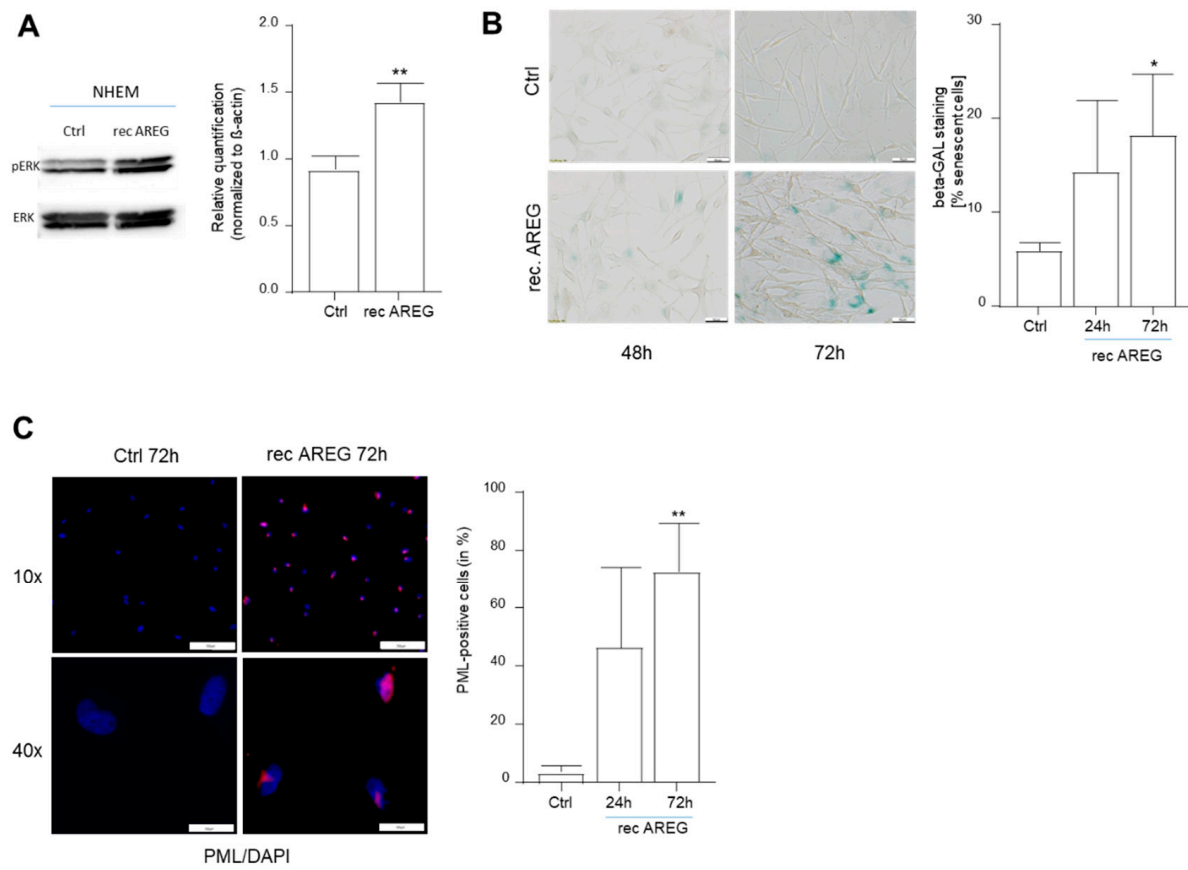 A
NHEM
Ctrl rec AREG
pERK
ERK
Relative quantification
(normalized to ß-actin)
2.0
1.5
1.0
0.5
0.0
**
Ctrl rec AREG
B
Ctrl
rec. AREG
48h 72h
beta-GAL staining
[% senescent cells]
30
20
10
0
*
Ctrl 24h 72h
rec AREG
C
Ctrl 72h rec AREG 72h
10x
40x
PML/DAPI
PML-positive cells (in %)
100
80
60
40
20
0
**
Ctrl 24h 72h
rec AREG